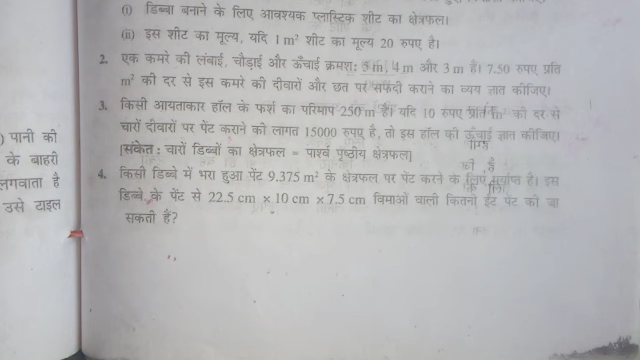 (i) डिब्बा बनाने के लिए आवश्यक प्लास्टिक शीट का क्षेत्रफल।
(ii) इस शीट का मूल्य, यदि 1 m² शीट का मूल्य 20 रुपए है।
2. एक कमरे की लंबाई, चौड़ाई और ऊँचाई क्रमशः 5 m, 4 m और 3 m हैं। 7.50 रुपए प्रति
m² की दर से इस कमरे की दीवारों और छत पर सफेदी कराने का व्यय ज्ञात कीजिए।
3. किसी आयताकार हॉल के फर्श का परिमाप 250 m है। यदि 10 रुपए प्रति m² की दर से
चारों दीवारों पर पेंट कराने की लागत 15000 रुपए है, तो इस हॉल की ऊँचाई ज्ञात कीजिए।
[संकेत : चारों डिब्बों का क्षेत्रफल = पार्श्व पृष्ठीय क्षेत्रफल]
4. किसी डिब्बे में भरा हुआ पेंट 9.375 m² के क्षेत्रफल पर पेंट करने के लिए पर्याप्त है। इस
डिब्बे के पेंट से 22.5 cm × 10 cm × 7.5 cm विमाओं वाली कितनी ईंट पेंट की जा
सकती हैं?
) पानी की
के बाहरी
लगवाता है
उसे टाइल